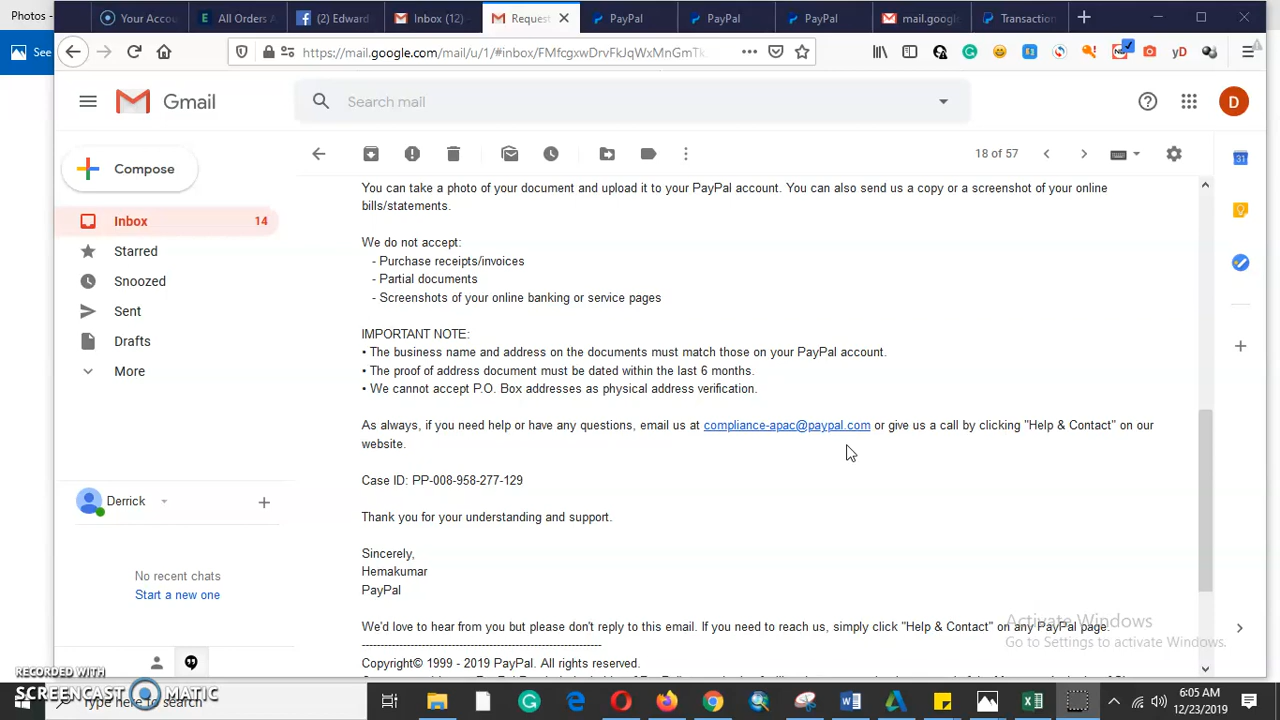 Photos -
Your Accou
All Orders A
(2) Edward
Inbox (12)
Request
PayPal
PayPal
PayPal
mail.google
Transaction
See
https://mail.google.com/mail/u/1/#inbox/FMfcgxwDrvFkJqWxMnGmTk
Gmail
Search mail
D
Compose
18 of 57
Inbox 14
Starred
Snoozed
Sent
Drafts
More
You can take a photo of your document and upload it to your PayPal account. You can also send us a copy or a screenshot of your online
bills/statements.
We do not accept:
- Purchase receipts/invoices
- Partial documents
- Screenshots of your online banking or service pages
IMPORTANT NOTE:
• The business name and address on the documents must match those on your PayPal account.
• The proof of address document must be dated within the last 6 months.
• We cannot accept P.O. Box addresses as physical address verification.
As always, if you need help or have any questions, email us at compliance-apac@paypal.com or give us a call by clicking "Help & Contact" on our
website.
Case ID: PP-008-958-277-129
Thank you for your understanding and support.
Sincerely,
Hemakumar
PayPal
We'd love to hear from you but please don't reply to this email. If you need to reach us, simply click "Help & Contact" on any PayPal page.
------------------------------------------------------------
Copyright© 1999 - 2019 PayPal. All rights reserved.
Derrick
No recent chats
Start a new one
Activate Windows
Go to Settings to activate Windows.
RECORDED WITH
SCREENCAST MATIC
Type here to search
6:05 AM
12/23/2019